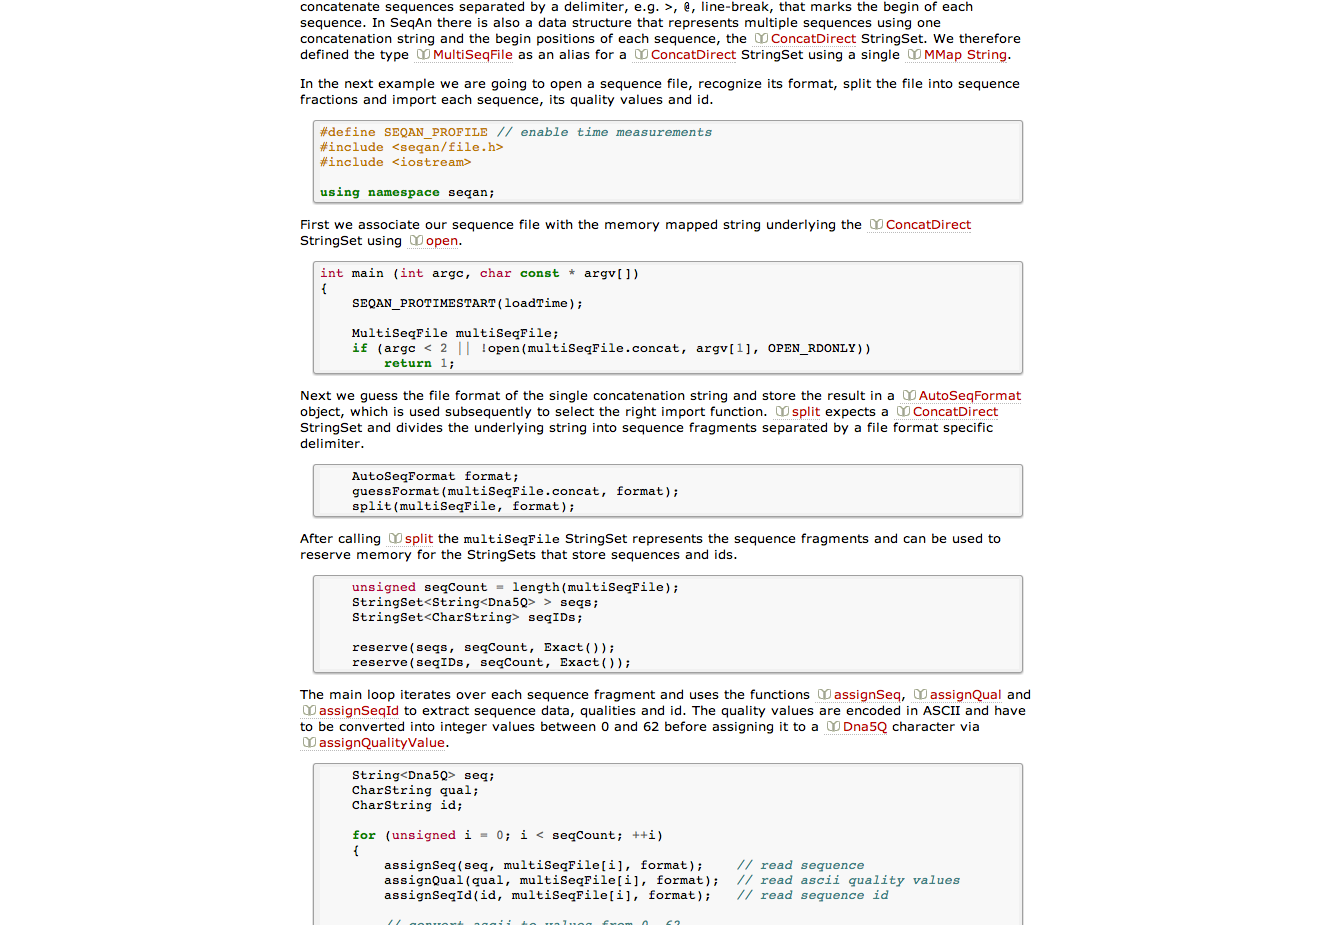 concatenate sequences separated by a delimiter, e.g. >, @, line-break, that marks the begin of each
sequence. In SeqAn there is also a data structure that represents multiple sequences using one
concatenation string and the begin positions of each sequence, the ConcatDirect StringSet. We therefore
defined the type MultiSeqFile as an alias for a ConcatDirect StringSet using a single MMap String.
In the next example we are going to open a sequence file, recognize its format, split the file into sequence
fractions and import each sequence, its quality values and id.
#define SEQAN_PROFILE // enable time measurements
#include <seqan/file.h>
#include <iostream>
using namespace seqan;
First we associate our sequence file with the memory mapped string underlying the ConcatDirect
StringSet using open.
int main (int argc, char const * argv[])
{
SEQAN_PROTIMESTART(loadTime);
MultiSeqFile multiSeqFile;
if (argc < 2 || !open(multiSeqFile.concat, argv[1], OPEN_RDONLY))
return 1;
Next we guess the file format of the single concatenation string and store the result in a AutoSeqFormat
object, which is used subsequently to select the right import function. split expects a ConcatDirect
StringSet and divides the underlying string into sequence fragments separated by a file format specific
delimiter.
AutoSeqFormat format;
guessFormat(multiSeqFile.concat, format);
split(multiSeqFile, format);
After calling split the multiSeqFile StringSet represents the sequence fragments and can be used to
reserve memory for the StringSets that store sequences and ids.
unsigned seqCount = length(multiSeqFile);
StringSet<String<Dna5Q> > seqs;
StringSet<CharString> seqIDs;
reserve(seqs, seqCount, Exact());
reserve(seqIDs, seqCount, Exact());
The main loop iterates over each sequence fragment and uses the functions assignSeq, assignQual and
assignSeqId to extract sequence data, qualities and id. The quality values are encoded in ASCII and have
to be converted into integer values between 0 and 62 before assigning it to a Dna5Q character via
assignQualityValue.
String<Dna5Q> seq;
CharString qual;
CharString id;
for (unsigned i = 0; i < seqCount; ++i)
{
assignSeq(seq, multiSeqFile[i], format); // read sequence
assignQual(qual, multiSeqFile[i], format); // read ascii quality values
assignSeqId(id, multiSeqFile[i], format); // read sequence id
// convert ascii to values from 0..62